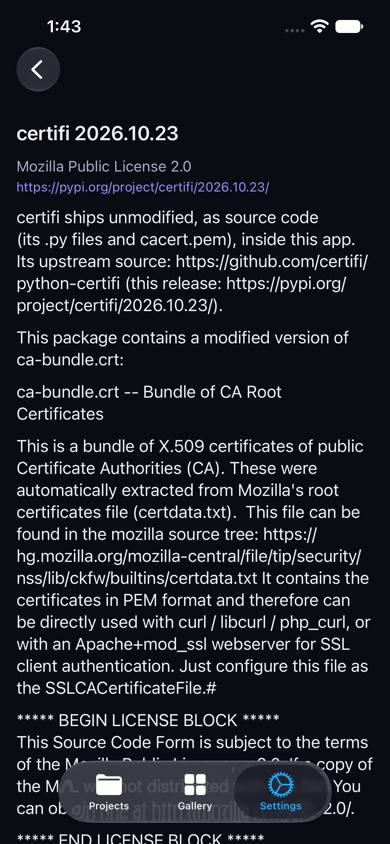 1:43
certifi 2026.10.23
Mozilla Public License 2.0
https://pypi.org/project/certifi/2026.10.23/
certifi ships unmodified, as source code
(its .py files and cacert.pem), inside this app.
Its upstream source: https://github.com/certifi/
python-certifi (this release: https://pypi.org/
project/certifi/2026.10.23/).
This package contains a modified version of
ca-bundle.crt:
ca-bundle.crt -- Bundle of CA Root
Certificates
This is a bundle of X.509 certificates of public
Certificate Authorities (CA). These were
automatically extracted from Mozilla's root
certificates file (certdata.txt).  This file can be
found in the mozilla source tree: https://
hg.mozilla.org/mozilla-central/file/tip/security/
nss/lib/ckfw/builtins/certdata.txt It contains the
certificates in PEM format and therefore can
be directly used with curl / libcurl / php_curl, or
with an Apache+mod_ssl webserver for SSL
client authentication. Just configure this file as
the SSLCACertificateFile.#
***** BEGIN LICENSE BLOCK *****
This Source Code Form is subject to the terms
of the copy of
the You
can 2.0/.
***** END LICENSE BLOCK *****
Projects
Gallery
Settings